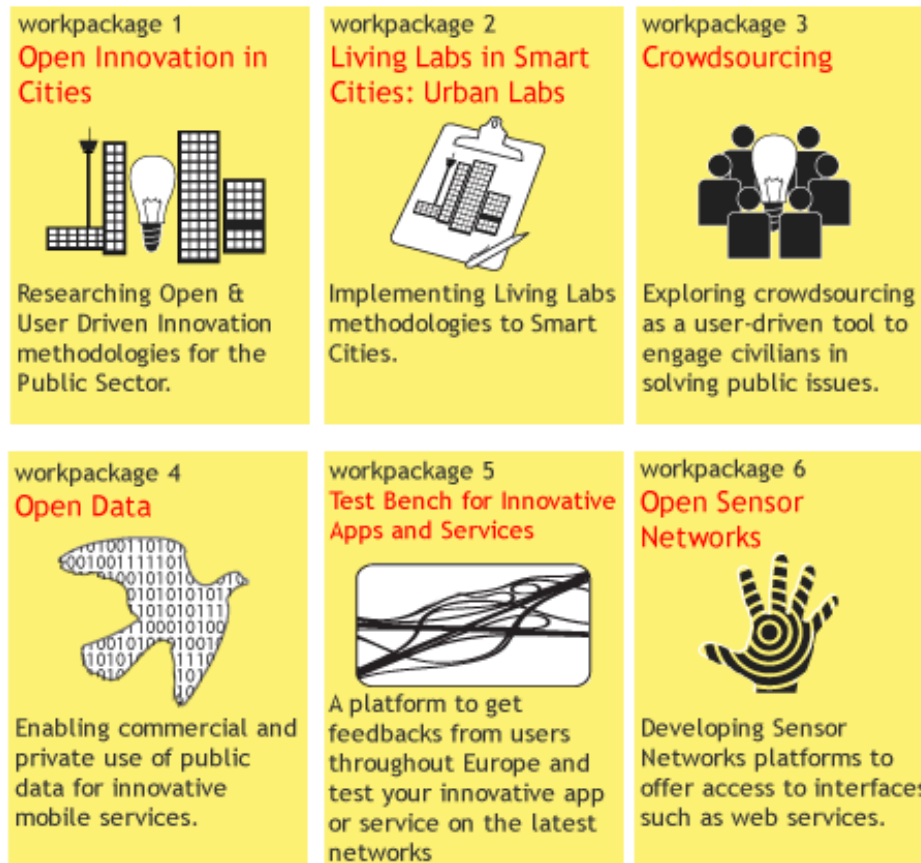 workpackage 1
Open Innovation in
Cities
Researching Open &
User Driven Innovation
methodologies for the
Public Sector.
workpackage 2
Living Labs in Smart
Cities: Urban Labs
Implementing Living Labs
methodologies to Smart
Cities.
workpackage 3
Crowdsourcing
Exploring crowdsourcing
as a user-driven tool to
engage civilians in
solving public issues.
workpackage 4
Open Data
Enabling commercial and
private use of public
data for innovative
mobile services.
workpackage 5
Test Bench for Innovative
Apps and Services
A platform to get
feedbacks from users
throughout Europe and
test your innovative app
or service on the latest
networks
workpackage 6
Open Sensor
Networks
Developing Sensor
Networks platforms to
offer access to interfaces
such as web services.